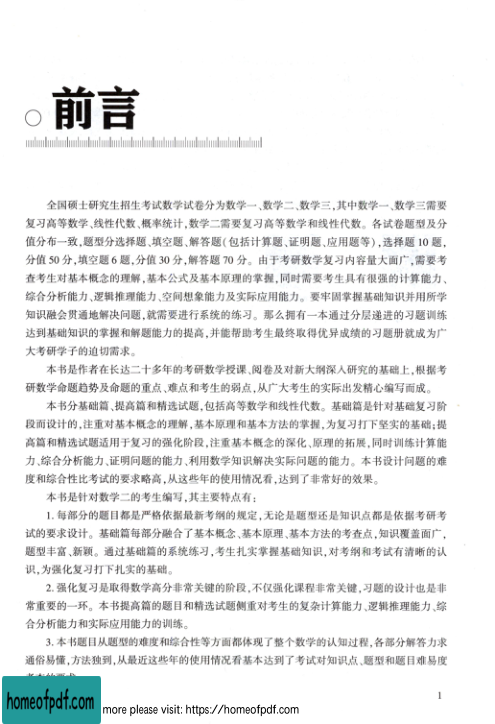 前言
全国硕士研究生招生考试数学试卷分为数学一、数学二、数学三,其中数学一、数学三需要
复习高等数学、线性代数、概率统计,数学二需要复习高等数学和线性代数。各试卷题型及分
值分布一致,题型分选择题、填空题、解答题(包括计算题、证明题、应用题等),选择题 10 题,
分值 50 分,填空题 6 题,分值 30 分,解答题 70 分。由于考研数学复习内容量大面广,需要考
查考生对基本概念的理解,基本公式及基本原理的掌握,同时需要考生具有很强的计算能力、
综合分析能力、逻辑推理能力、空间想象能力及实际应用能力。要牢固掌握基础知识并用所学
知识融会贯通地解决问题,就需要进行系统的练习。那么拥有一本通过分层递进的习题训练
达到基础知识的掌握和解题能力的提高,并能帮助考生最终取得优异成绩的习题册就成为广
大考研学子的迫切需求。
本书是作者在长达二十多年的考研数学授课、阅卷及对新大纲深入研究的基础上,根据考
研数学命题趋势及命题的重点、难点和考生的弱点,从广大考生的实际出发精心编写而成。
本书分基础篇、提高篇和精选试题,包括高等数学和线性代数。基础篇是针对基础复习阶
段而设计的,注重对基本概念的理解,基本原理和基本方法的掌握,为复习打下坚实的基础;提
高篇和精选试题适用于复习的强化阶段,注重基本概念的深化、原理的拓展,同时训练计算能
力、综合分析能力、证明问题的能力、利用数学知识解决实际问题的能力。本书设计问题的难
度和综合性比考试的要求略高,从这些年的使用情况看,达到了非常好的效果。
本书是针对数学二的考生编写,其主要特点有:
1. 每部分的题目都是严格依据最新考纲的规定,无论是题型还是知识点都是依据考研考
试的要求设计。基础篇每部分融合了基本概念、基本原理、基本方法的考查点,知识覆盖面广,
题型丰富、新颖。通过基础篇的系统练习,考生扎实掌握基础知识,对考纲和考试有清晰的认
识,为强化复习打下扎实的基础。
2. 强化复习是取得数学高分非常关键的阶段,不仅强化课程非常关键,习题的设计也是非
常重要的一环。本书提高篇的题目和精选试题侧重对考生的复杂计算能力、逻辑推理能力、综
合分析能力和实际应用能力的训练。
3. 本书题目从题型的难度和综合性等方面都体现了整个数学的认知过程,各部分解答力求
通俗易懂,方法独到,从最近这些年的使用情况看基本达到了考试对知识点、题型和题目难易度
1
homeofpdf.com
more please visit: https://homeofpdf.com